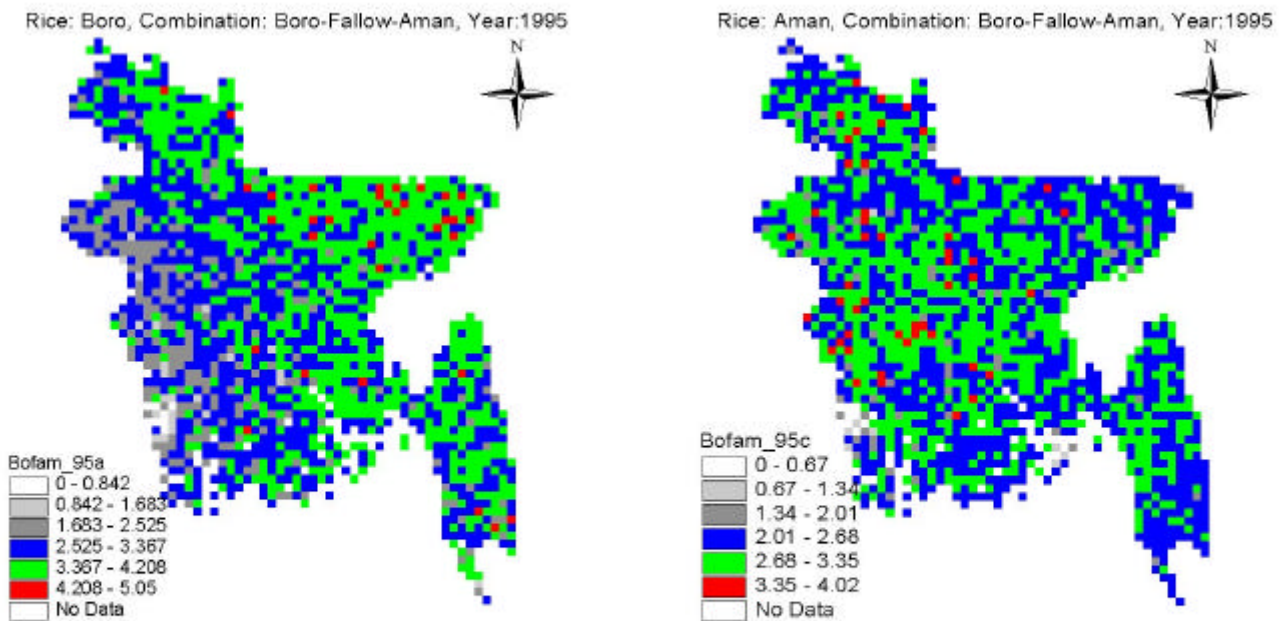 Rice: Boro, Combination: Boro-Fallow-Aman, Year:1995
N
Bofam_95a
0 - 0.842
0.842 - 1.683
1.683 - 2.525
2.525 - 3.367
3.367 - 4.208
4.208 - 5.05
No Data
Rice: Aman, Combination: Boro-Fallow-Aman, Year:1995
N
Bofam_95c
0 - 0.67
0.67 - 1.34
1.34 - 2.01
2.01 - 2.68
2.68 - 3.35
3.35 - 4.02
No Data